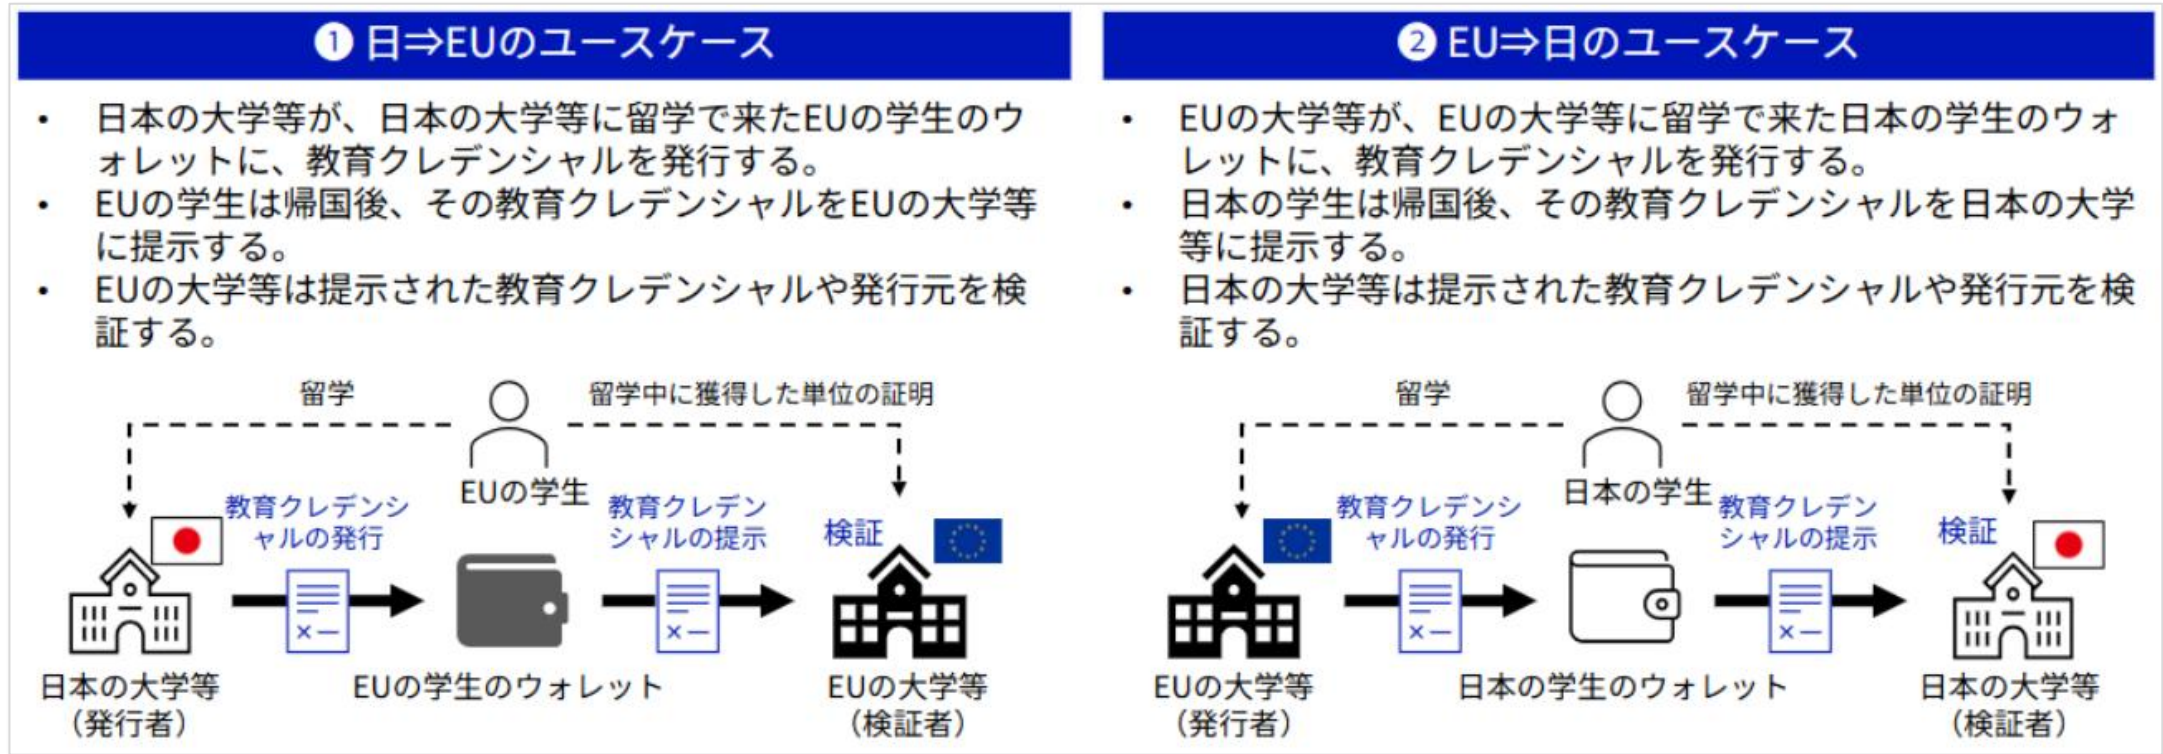 ❶ 日⇒EUのユースケース
• 日本の大学等が、日本の大学等に留学で来たEUの学生のウ
ォレットに、教育クレデンシャルを発行する。
• EUの学生は帰国後、その教育クレデンシャルをEUの大学等
に提示する。
• EUの大学等は提示された教育クレデンシャルや発行元を検
証する。
留学
留学中に獲得した単位の証明
EUの学生
教育クレデンシ
ャルの発行
教育クレデン
シャルの提示
検証
日本の大学等
（発行者）
EUの学生のウォレット
EUの大学等
（検証者）
❷ EU⇒日のユースケース
• EUの大学等が、EUの大学等に留学で来た日本の学生のウォ
レットに、教育クレデンシャルを発行する。
• 日本の学生は帰国後、その教育クレデンシャルを日本の大学
等に提示する。
• 日本の大学等は提示された教育クレデンシャルや発行元を検
証する。
留学
留学中に獲得した単位の証明
日本の学生
教育クレデンシ
ャルの発行
教育クレデン
シャルの提示
検証
EUの大学等
（発行者）
日本の学生のウォレット
日本の大学等
（検証者）